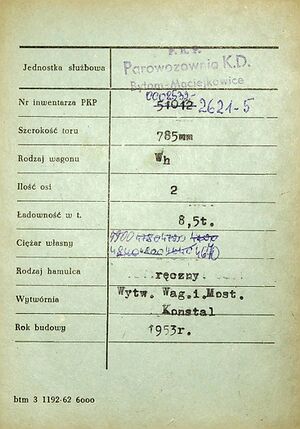 P.K.P.
Jednostka służbowa Parowozownia K.D.
Bytom-Maciejkowice
0002532-
Nr inwentarza PKP 51012 2621-5
Szerokość toru 785mm
Rodzaj wagonu Wh
Ilość osi 2
Ładowność w t. 8,5t.
Ciężar własny
Rodzaj hamulca ręczny
Wytwórnia Wytw. Wag.i.Most.
Konstal
Rok budowy 1953r.
btm 3 1192-62 6000